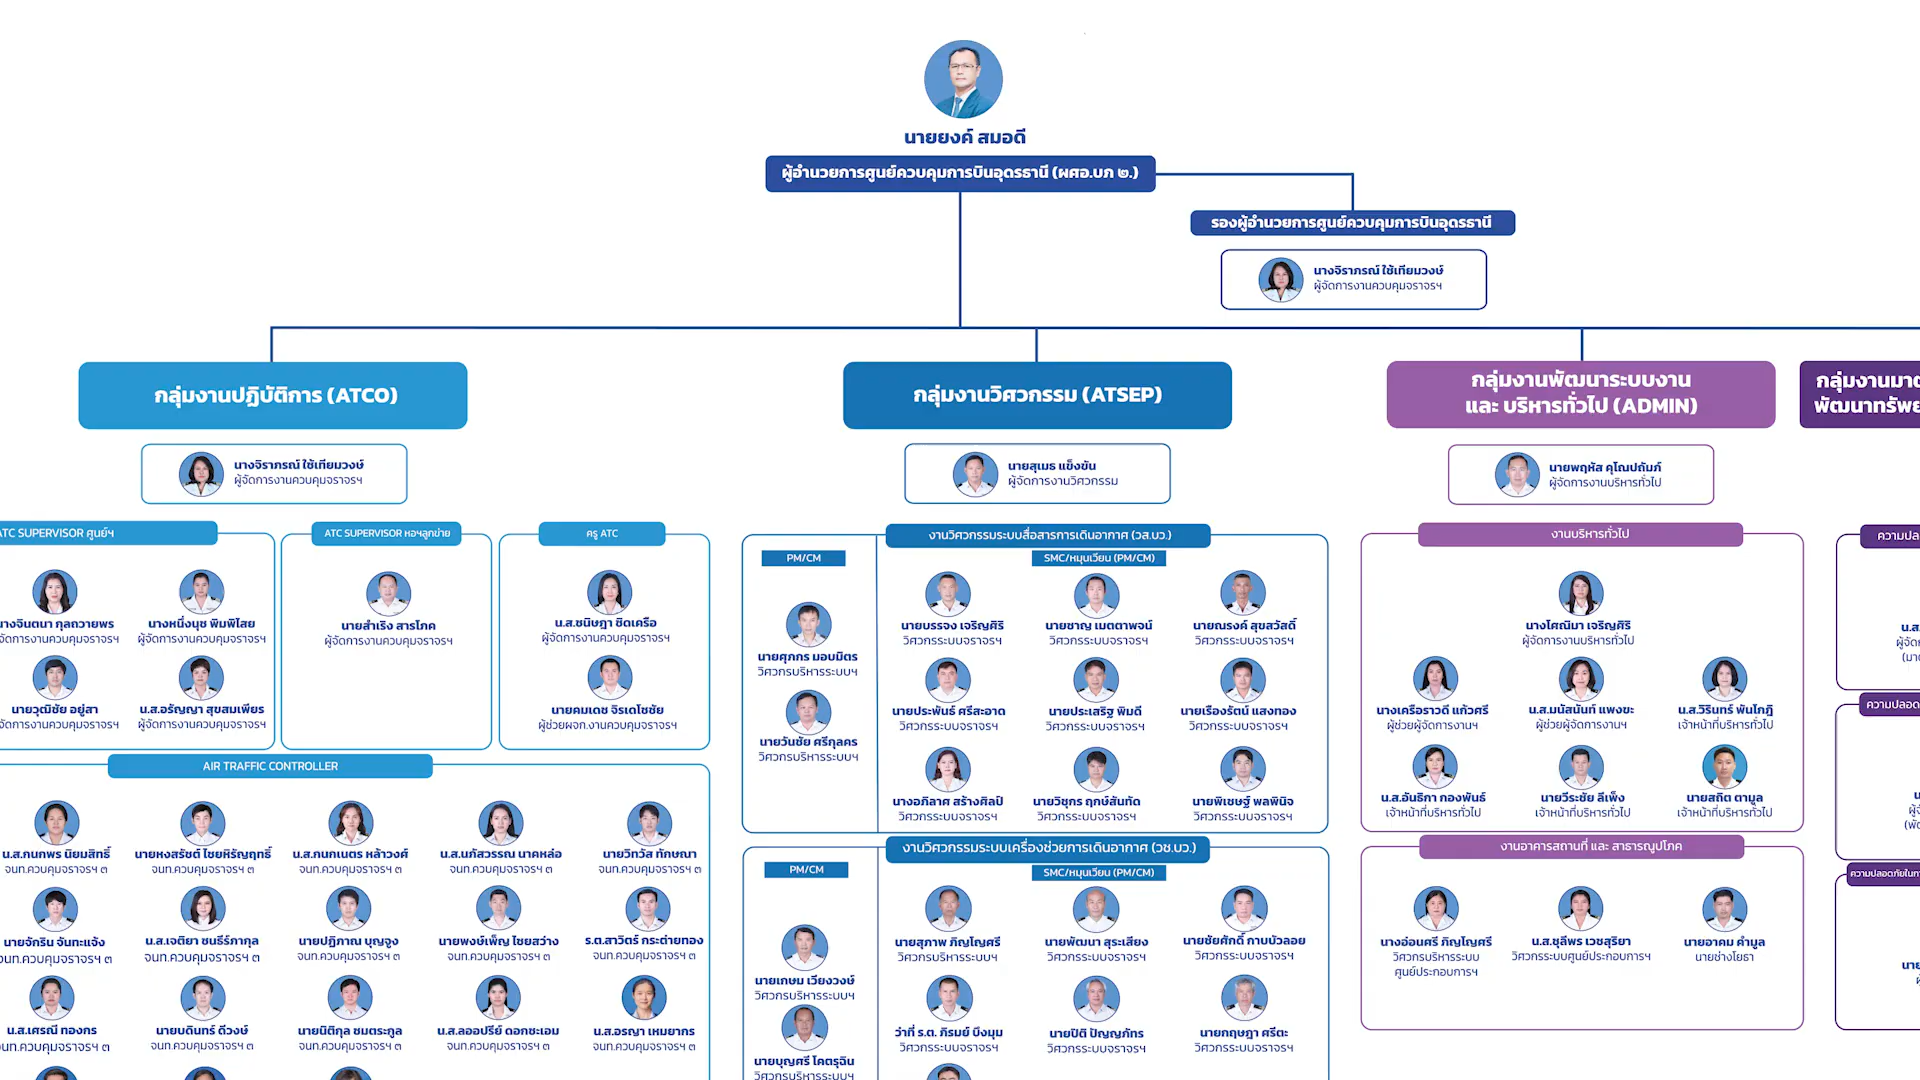 นายยงค์ สมอดี
ผู้อำนวยการศูนย์ควบคุมการบินอุดรธานี (ผศอ.บภ ๒.)
รองผู้อำนวยการศูนย์ควบคุมการบินอุดรธานี
นางจิราภรณ์ ใช้เทียมวงษ์
ผู้จัดการงานควบคุมจราจรฯ
กลุ่มงานปฏิบัติการ (ATCO)
นางจิราภรณ์ ใช้เทียมวงษ์
ผู้จัดการงานควบคุมจราจรฯ
ATC SUPERVISOR ศูนย์ฯ
นางจินตนา กุลถวายพร
นางหนึ่งนุช พิมพิไสย
ผู้จัดการงานควบคุมจราจรฯ
ผู้จัดการงานควบคุมจราจรฯ
นายวุฒิชัย อยู่สา
น.ส.อรัญญา สุขสมเพียร
ผู้จัดการงานควบคุมจราจรฯ
ผู้จัดการงานควบคุมจราจรฯ
ATC SUPERVISOR หอฯลูกข่าย
นายสำเริง สารโภค
ผู้จัดการงานควบคุมจราจรฯ
ครู ATC
น.ส.ชนิษฎา ชิดเครือ
ผู้จัดการงานควบคุมจราจรฯ
นายคมเดช จิรเดโชชัย
ผู้ช่วยผจก.งานควบคุมจราจรฯ
AIR TRAFFIC CONTROLLER
น.ส.กนกพร นิยมสิทธิ์
นายหงสรัชต์ ไชยหิรัญฤทธิ์
น.ส.กนกเนตร หล้าวงศ์
น.ส.นภัสวรรณ นาคหล่อ
นายวิทวัส ทักษณา
จนท.ควบคุมจราจรฯ ๓
จนท.ควบคุมจราจรฯ ๓
จนท.ควบคุมจราจรฯ ๓
จนท.ควบคุมจราจรฯ ๓
จนท.ควบคุมจราจรฯ ๓
นายจักริน จันทะแจ้ง
น.ส.เจติยา ชนธีร์ภากุล
นายปฏิภาณ บุญจูง
นายพงษ์เพ็ญ ไชยสว่าง
ร.ต.สาวิตร์ กระต่ายทอง
จนท.ควบคุมจราจรฯ ๓
จนท.ควบคุมจราจรฯ ๓
จนท.ควบคุมจราจรฯ ๓
จนท.ควบคุมจราจรฯ ๓
จนท.ควบคุมจราจรฯ ๓
น.ส.เศรณี ทองกร
นายบดินทร์ ดีวงษ์
นายนิติกุล ชมตระกูล
น.ส.ลออปรีย์ ดอกชะเอม
น.ส.อรญา เหมยากร
จนท.ควบคุมจราจรฯ ๓
จนท.ควบคุมจราจรฯ ๓
จนท.ควบคุมจราจรฯ ๓
จนท.ควบคุมจราจรฯ ๓
จนท.ควบคุมจราจรฯ ๓
กลุ่มงานวิศวกรรม (ATSEP)
นายสุเมธ แข็งขัน
ผู้จัดการงานวิศวกรรม
งานวิศวกรรมระบบสื่อสารการเดินอากาศ (วส.บว.)
PM/CM
SMC/หมุนเวียน (PM/CM)
นายศุภกร มอบมิตร
วิศวกรบริหารระบบฯ
นายวันชัย ศรีกุลคร
วิศวกรบริหารระบบฯ
นายบรรจง เจริญศิริ
นายชาญ เมตตาพจน์
นายณรงค์ สุขสวัสดิ์
วิศวกรระบบจราจรฯ
วิศวกรระบบจราจรฯ
วิศวกรระบบจราจรฯ
นายประพันธ์ ศรีสะอาด
นายประเสริฐ พิมดี
นายเรืองรัตน์ แสงทอง
วิศวกรระบบจราจรฯ
วิศวกรระบบจราจรฯ
วิศวกรระบบจราจรฯ
นางอภิลาศ สร้างศิลป์
นายวิชุกร ฤกษ์สันทัด
นายพิเชษฐ์ พลพินิจ
วิศวกรระบบจราจรฯ
วิศวกรระบบจราจรฯ
วิศวกรระบบจราจรฯ
งานวิศวกรรมระบบเครื่องช่วยการเดินอากาศ (วช.บว.)
PM/CM
SMC/หมุนเวียน (PM/CM)
นายเกษม เวียงวงษ์
วิศวกรบริหารระบบฯ
นายบุญศรี โคตรุฉิน
วิศวกรบริหารระบบฯ
นายสุภาพ ภิญโญศรี
นายพัฒนา สุระเสียง
นายชัยศักดิ์ กาบบัวลอย
วิศวกรบริหารระบบฯ
วิศวกรระบบจราจรฯ
วิศวกรระบบจราจรฯ
ว่าที่ ร.ต. ภิรมย์ บึงมุม
นายปิติ ปัญญภัทร
นายกฤษฎา ศรีตะ
วิศวกรระบบจราจรฯ
วิศวกรระบบจราจรฯ
วิศวกรระบบจราจรฯ
กลุ่มงานพัฒนาระบบงาน
และ บริหารทั่วไป (ADMIN)
นายพฤหัส คุโณปถัมภ์
ผู้จัดการงานบริหารทั่วไป
งานบริหารทั่วไป
นางโศณิมา เจริญศิริ
ผู้จัดการงานบริหารทั่วไป
นางเครือราวดี แก้วศรี
น.ส.มนัสนันท์ แพงขะ
น.ส.วิรินทร์ พันโกฎิ
ผู้ช่วยผู้จัดการงานฯ
ผู้ช่วยผู้จัดการงานฯ
เจ้าหน้าที่บริหารทั่วไป
น.ส.อันธิกา กองพันธ์
นายวีระชัย ลีเพ็ง
นายสถิต ตามูล
เจ้าหน้าที่บริหารทั่วไป
เจ้าหน้าที่บริหารทั่วไป
เจ้าหน้าที่บริหารทั่วไป
งานอาคารสถานที่ และ สาธารณูปโภค
นางอ่อนศรี ภิญโญศรี
น.ส.ชุลีพร เวชสุริยา
นายอาคม คำมูล
วิศวกรบริหารระบบ
ศูนย์ประกอบการฯ
วิศวกรระบบศูนย์ประกอบการฯ
นายช่างโยธา
กลุ่มงานมาต
พัฒนาทรัพย
ความปลอ
น.ส.
ผู้จัด
(มาต
ความปลอด
น
ผู้จ
(พัต
ความปลอดภัยในกา
นาย